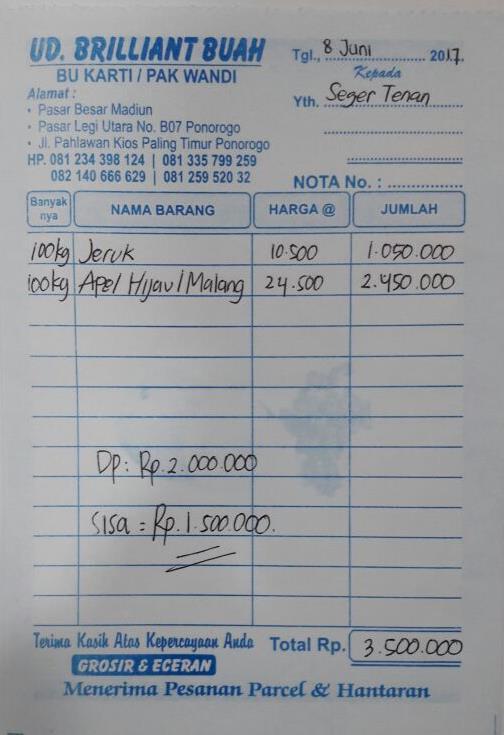 UD. BRILLIANT BUAH
BU KARTI / PAK WANDI
Alamat :
• Pasar Besar Madiun
• Pasar Legi Utara No. B07 Ponorogo
• Jl. Pahlawan Kios Paling Timur Ponorogo
HP. 081 234 398 124 | 081 335 799 259
082 140 666 629 | 081 259 520 32
Tgl., 8 Juni 2017.
Kepada
Yth. Seger Tenan
NOTA No. :
Banyak nya NAMA BARANG HARGA @ JUMLAH
100kg Jeruk 10.500 1.050.000
100kg Apel Hijau/Malang 24.500 2.450.000
DP: Rp. 2.000.000
Sisa = Rp. 1.500.000.
Terima Kasih Atas Kepercayaan Anda Total Rp. 3.500.000
GROSIR & ECERAN
Menerima Pesanan Parcel & Hantaran